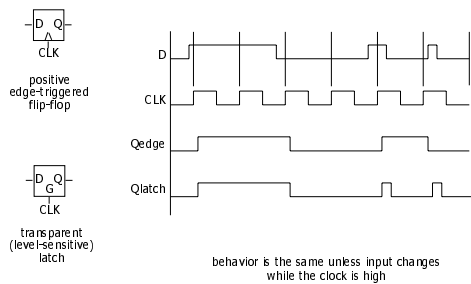 D Q
CLK
positive
edge-triggered
flip-flop
D Q
G
CLK
transparent
(level-sensitive)
latch
D
CLK
Qedge
Qlatch
behavior is the same unless input changes
while the clock is high